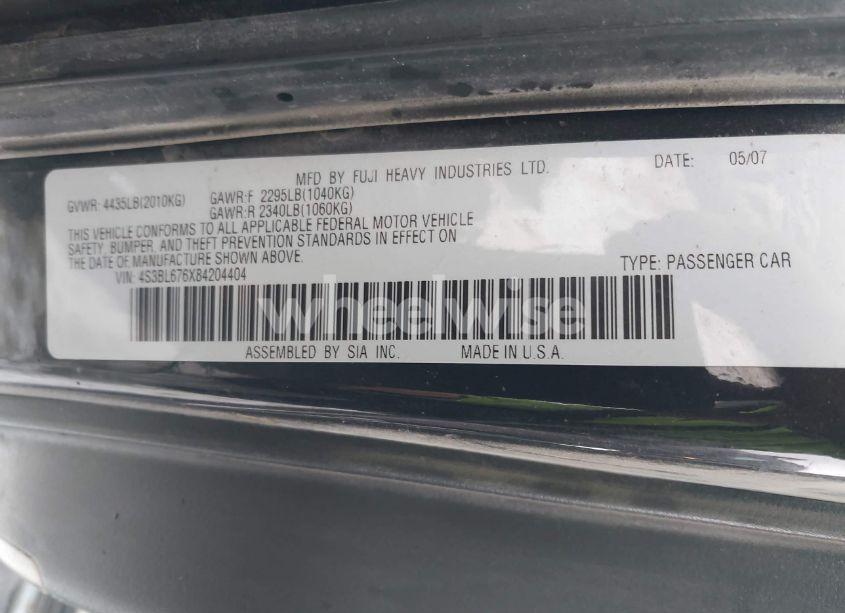 MFD BY FUJI HEAVY INDUSTRIES LTD. DATE: 05/07
GVWR: 4435LB(2010KG) GAWR:F 2295LB(1040KG)
GAWR:R 2340LB(1060KG)
THIS VEHICLE CONFORMS TO ALL APPLICABLE FEDERAL MOTOR VEHICLE
SAFETY, BUMPER, AND THEFT PREVENTION STANDARDS IN EFFECT ON
THE DATE OF MANUFACTURE SHOWN ABOVE.
VIN: 4S3BL676X84204404 TYPE: PASSENGER CAR
wheelwise
ASSEMBLED BY SIA INC. MADE IN U.S.A.